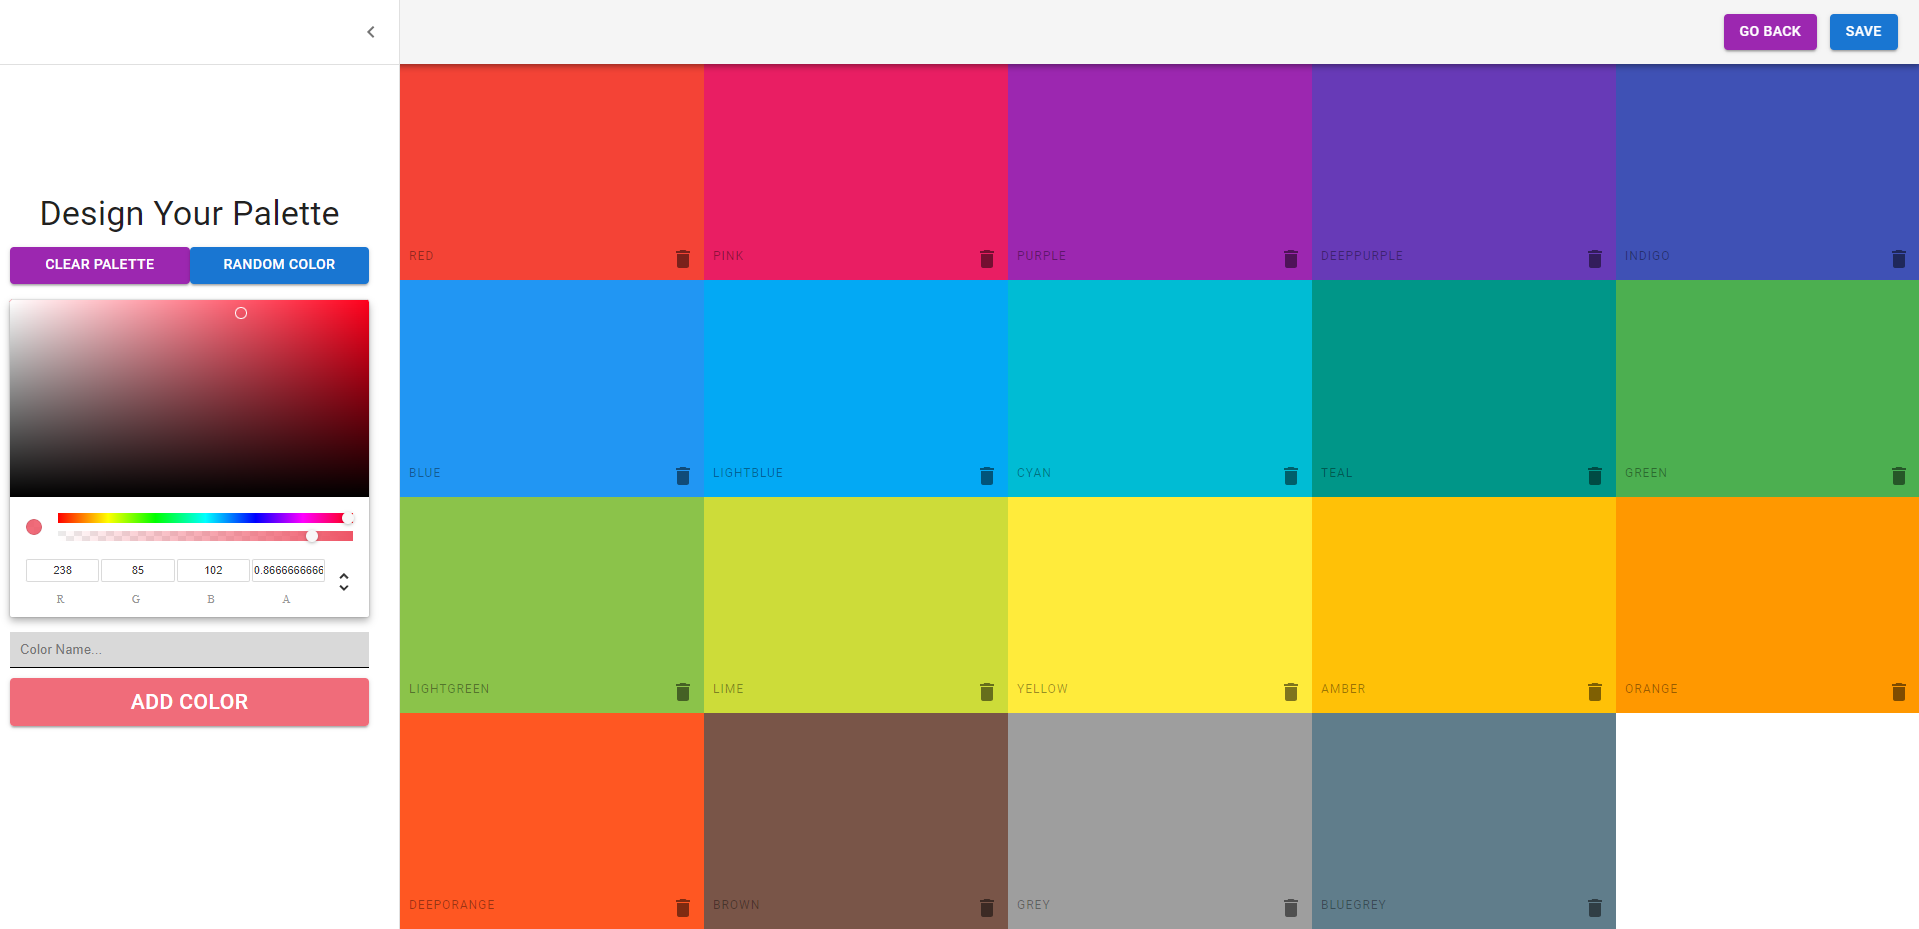 GO BACK
SAVE
Design Your Palette
CLEAR PALETTE
RANDOM COLOR
238
85
102
0.8666666666
R
G
B
A
Color Name...
ADD COLOR
RED
PINK
PURPLE
DEEPPURPLE
INDIGO
BLUE
LIGHTBLUE
CYAN
TEAL
GREEN
LIGHTGREEN
LIME
YELLOW
AMBER
ORANGE
DEEPORANGE
BROWN
GREY
BLUEGREY